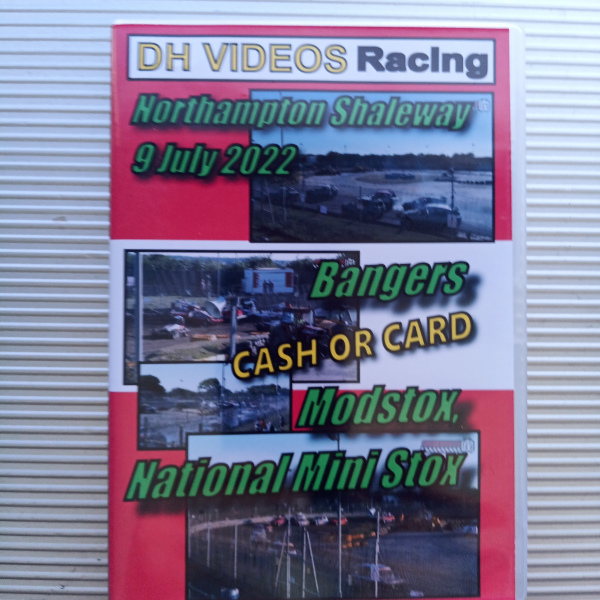 DH VIDEOS Racing
Northampton Shaleway
9 July 2022
Bangers
CASH OR CARD
Modstox,
National Mini Stox